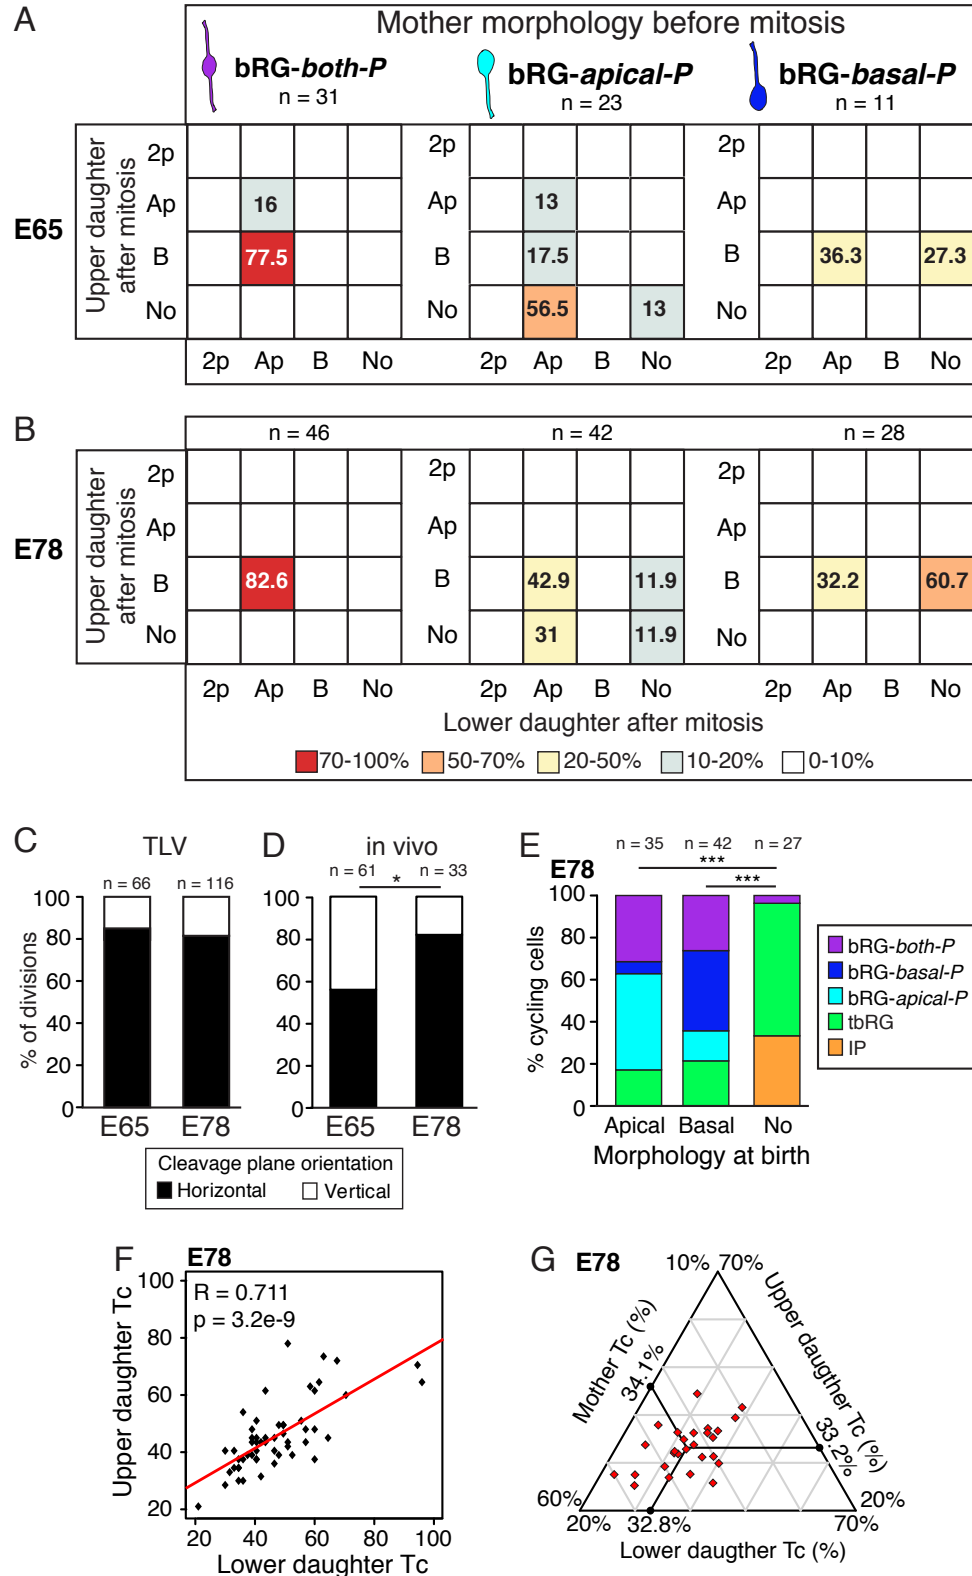 A
Mother morphology before mitosis
bRG-both-P
n = 31
bRG-apical-P
n = 23
bRG-basal-P
n = 11
E65
Upper daughter
after mitosis
2p
Ap
B
No
16
77.5
2p
Ap
B
No
13
17.5
56.5
13
2p
Ap
B
No
36.3
27.3
2p Ap B No
2p Ap B No
2p Ap B No
B
n = 46
n = 42
n = 28
E78
Upper daughter
after mitosis
2p
Ap
B
No
82.6
2p
Ap
B
No
42.9
11.9
31
11.9
2p
Ap
B
No
32.2
60.7
2p Ap B No
2p Ap B No
2p Ap B No
Lower daughter after mitosis
70-100% 50-70% 20-50% 10-20% 0-10%
C
TLV
n = 66 n = 116
% of divisions
100
80
60
40
20
0
E65 E78
D
in vivo
n = 61 n = 33
*
100
80
60
40
20
0
E65 E78
Cleavage plane orientation
Horizontal Vertical
E
E78
n = 35 n = 42 n = 27
***
***
% cycling cells
100
80
60
40
20
0
Apical Basal No
Morphology at birth
bRG-both-P
bRG-basal-P
bRG-apical-P
tbRG
IP
F
E78
R = 0.711
p = 3.2e-9
Upper daughter Tc
100
80
60
40
20
20 40 60 80 100
Lower daughter Tc
G
E78
10% 70%
Mother Tc (%)
34.1%
Upper daugther Tc (%)
33.2%
60%
20%
20% 32.8% 70%
Lower daugther Tc (%)